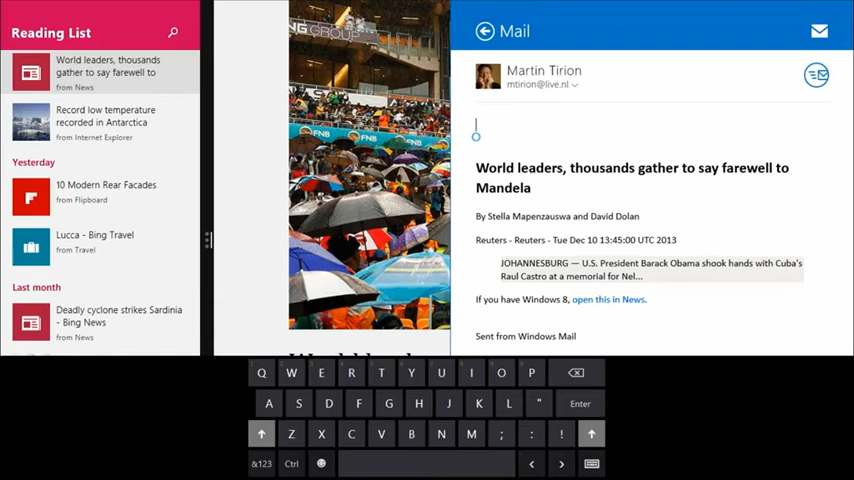 Reading List
World leaders, thousands
gather to say farewell to
from News
Record low temperature
recorded in Antarctica
from Internet Explorer
Yesterday
10 Modern Rear Facades
from Flipboard
Lucca - Bing Travel
from Travel
Last month
Deadly cyclone strikes Sardinia
- Bing News
from News
NG GROUP
FNB
FNB
FNB
Mail
Martin Tirion
mtirion@live.nl
World leaders, thousands gather to say farewell to
Mandela
By Stella Mapenzauswa and David Dolan
Reuters - Reuters - Tue Dec 10 13:45:00 UTC 2013
JOHANNESBURG — U.S. President Barack Obama shook hands with Cuba's
Raul Castro at a memorial for Nel...
If you have Windows 8, open this in News.
Sent from Windows Mail
Q W E R T Y U I O P
A S D F G H J K L " Enter
Z X C V B N M ; : !
&123 Ctrl